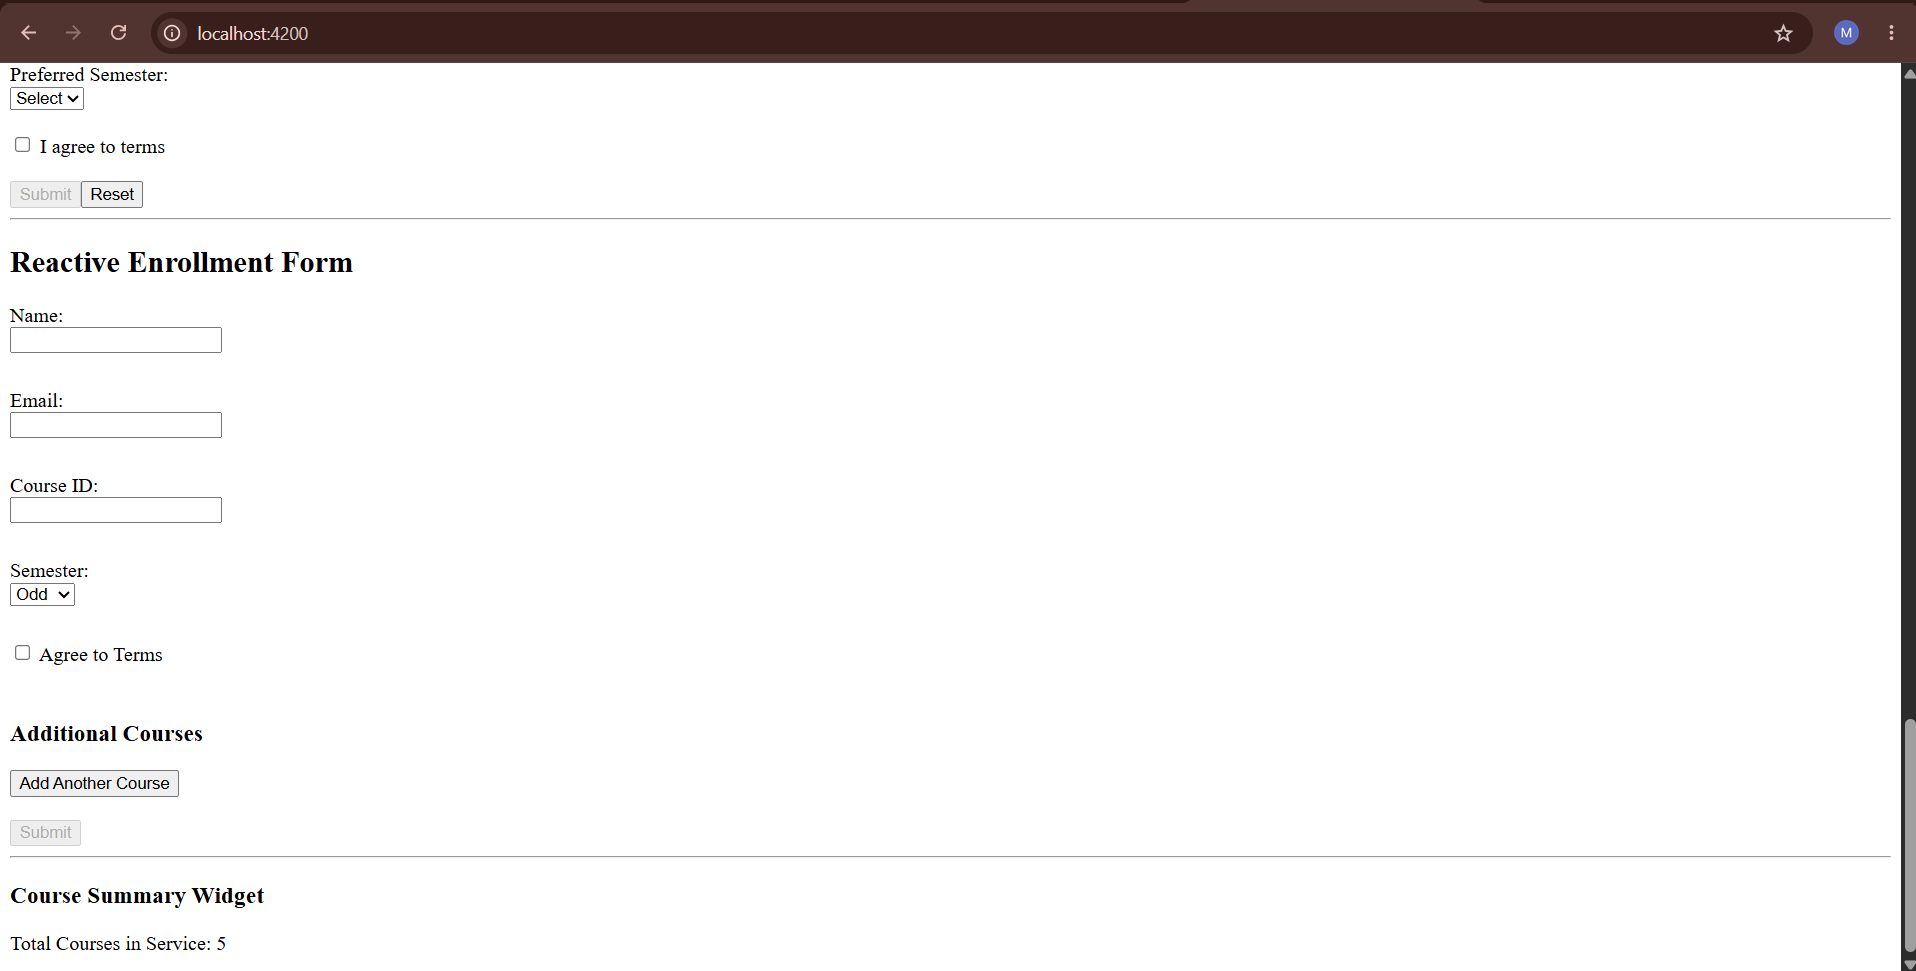 localhost:4200
M
Preferred Semester:
Select
I agree to terms
Submit Reset
Reactive Enrollment Form
Name:
Email:
Course ID:
Semester:
Odd
Agree to Terms
Additional Courses
Add Another Course
Submit
Course Summary Widget
Total Courses in Service: 5